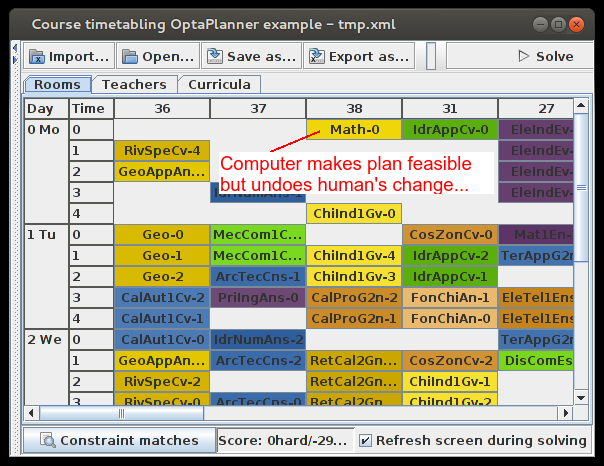 Course timetabling OptaPlanner example – tmp.xml
Import... Open... Save as... Export as... Solve
Rooms Teachers Curricula
Day Time 36 37 38 31 27
0 Mo 0 Math-0 IdrAppCv-0 EleIndEv-
1 RivSpeCv-4 EleIndEv-
Computer makes plan feasible
2 GeoAppAn... EleIndEv-
but undoes human's change...
3 IdrNumAns-1 EleIndEv-
4 ChiInd1Gv-0
1 Tu 0 Geo-0 MecCom1C... CosZonCv-0 Mat1En-
1 Geo-1 MecCom1C... ChiInd1Gv-4 IdrAppCv-2 TerAppG2n
2 Geo-2 ArcTecCns-1 ChiInd1Gv-3 IdrAppCv-1
3 CalAut1Cv-2 PriIngAns-0 CalProG2n-2 FonChiAn-1 EleTel1Ens
4 CalAut1Cv-1 CalProG2n-1 FonChiAn-0 EleTel1Ens
2 We 0 CalAut1Cv-0 IdrNumAns-2 TerAppG2n
1 GeoAppAn... ArcTecCns-2 RetCal2Gn... CosZonCv-2 DisComEs
2 RivSpeCv-2 RetCal2Gn... ChiInd1Gv-1
3 RivSpeCv-0 ArcTecCns-0 RetCal2Gn... ChiInd1Gv-2
Constraint matches Score: 0hard/-29... Refresh screen during solving